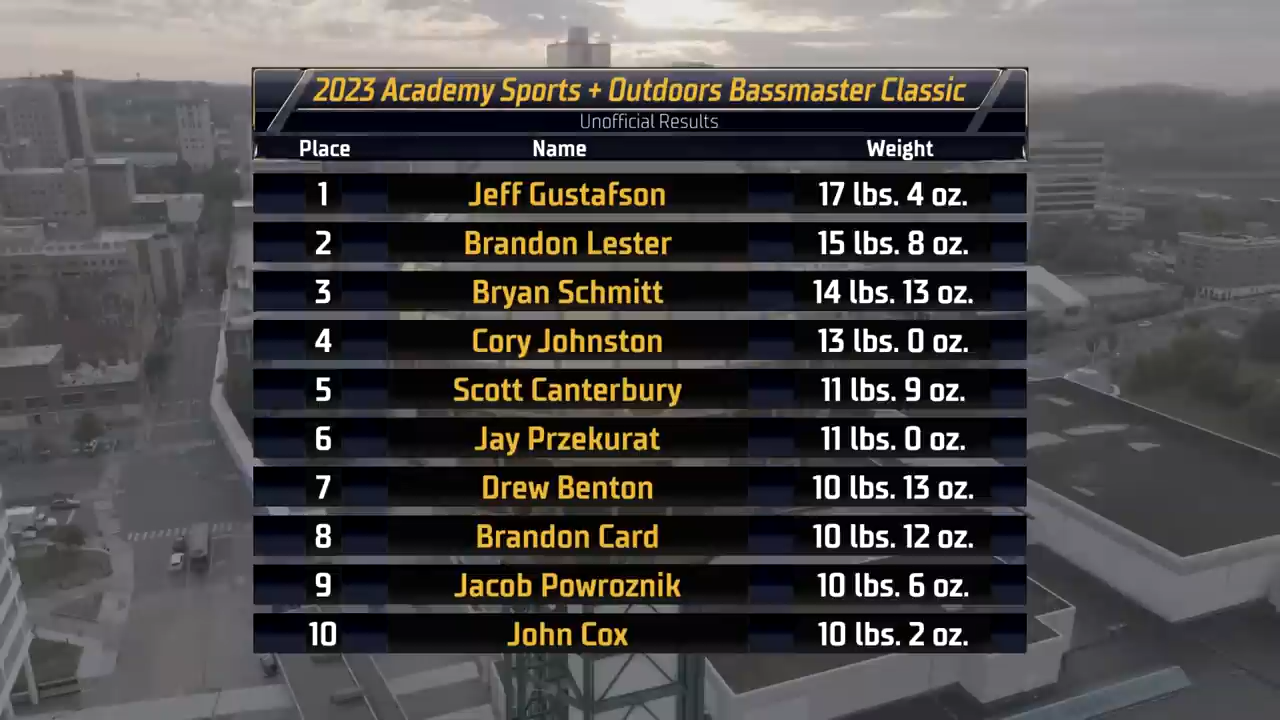 2023 Academy Sports + Outdoors Bassmaster Classic
Unofficial Results
Place Name Weight
1 Jeff Gustafson 17 lbs. 4 oz.
2 Brandon Lester 15 lbs. 8 oz.
3 Bryan Schmitt 14 lbs. 13 oz.
4 Cory Johnston 13 lbs. 0 oz.
5 Scott Canterbury 11 lbs. 9 oz.
6 Jay Przekurat 11 lbs. 0 oz.
7 Drew Benton 10 lbs. 13 oz.
8 Brandon Card 10 lbs. 12 oz.
9 Jacob Powroznik 10 lbs. 6 oz.
10 John Cox 10 lbs. 2 oz.